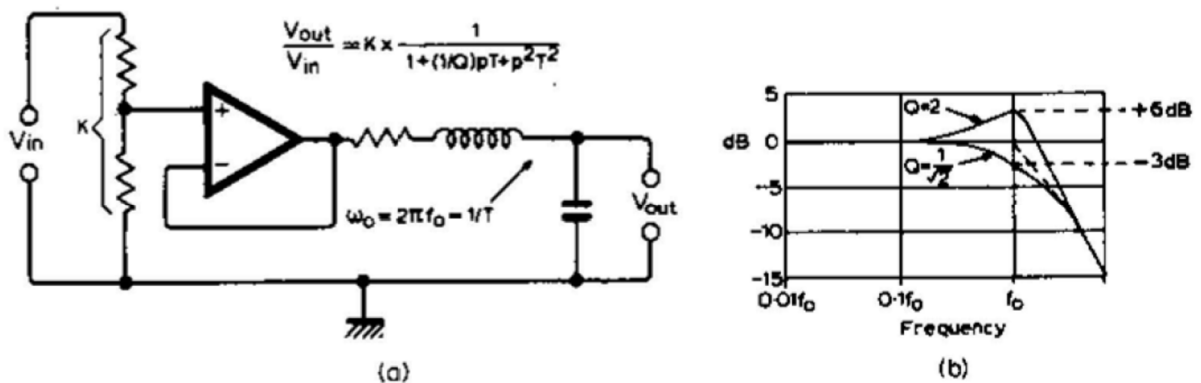 Vout
Vin
= K x
1
1+(1/Q)pT+p²T²
Vin
K
+
−
ω₀ = 2πf₀ = 1/T
Vout
(a)
5
0
-5
-10
-15
dB
Q=2
Q=1/√2
+6dB
-3dB
0·01f₀
0·1f₀
f₀
Frequency
(b)